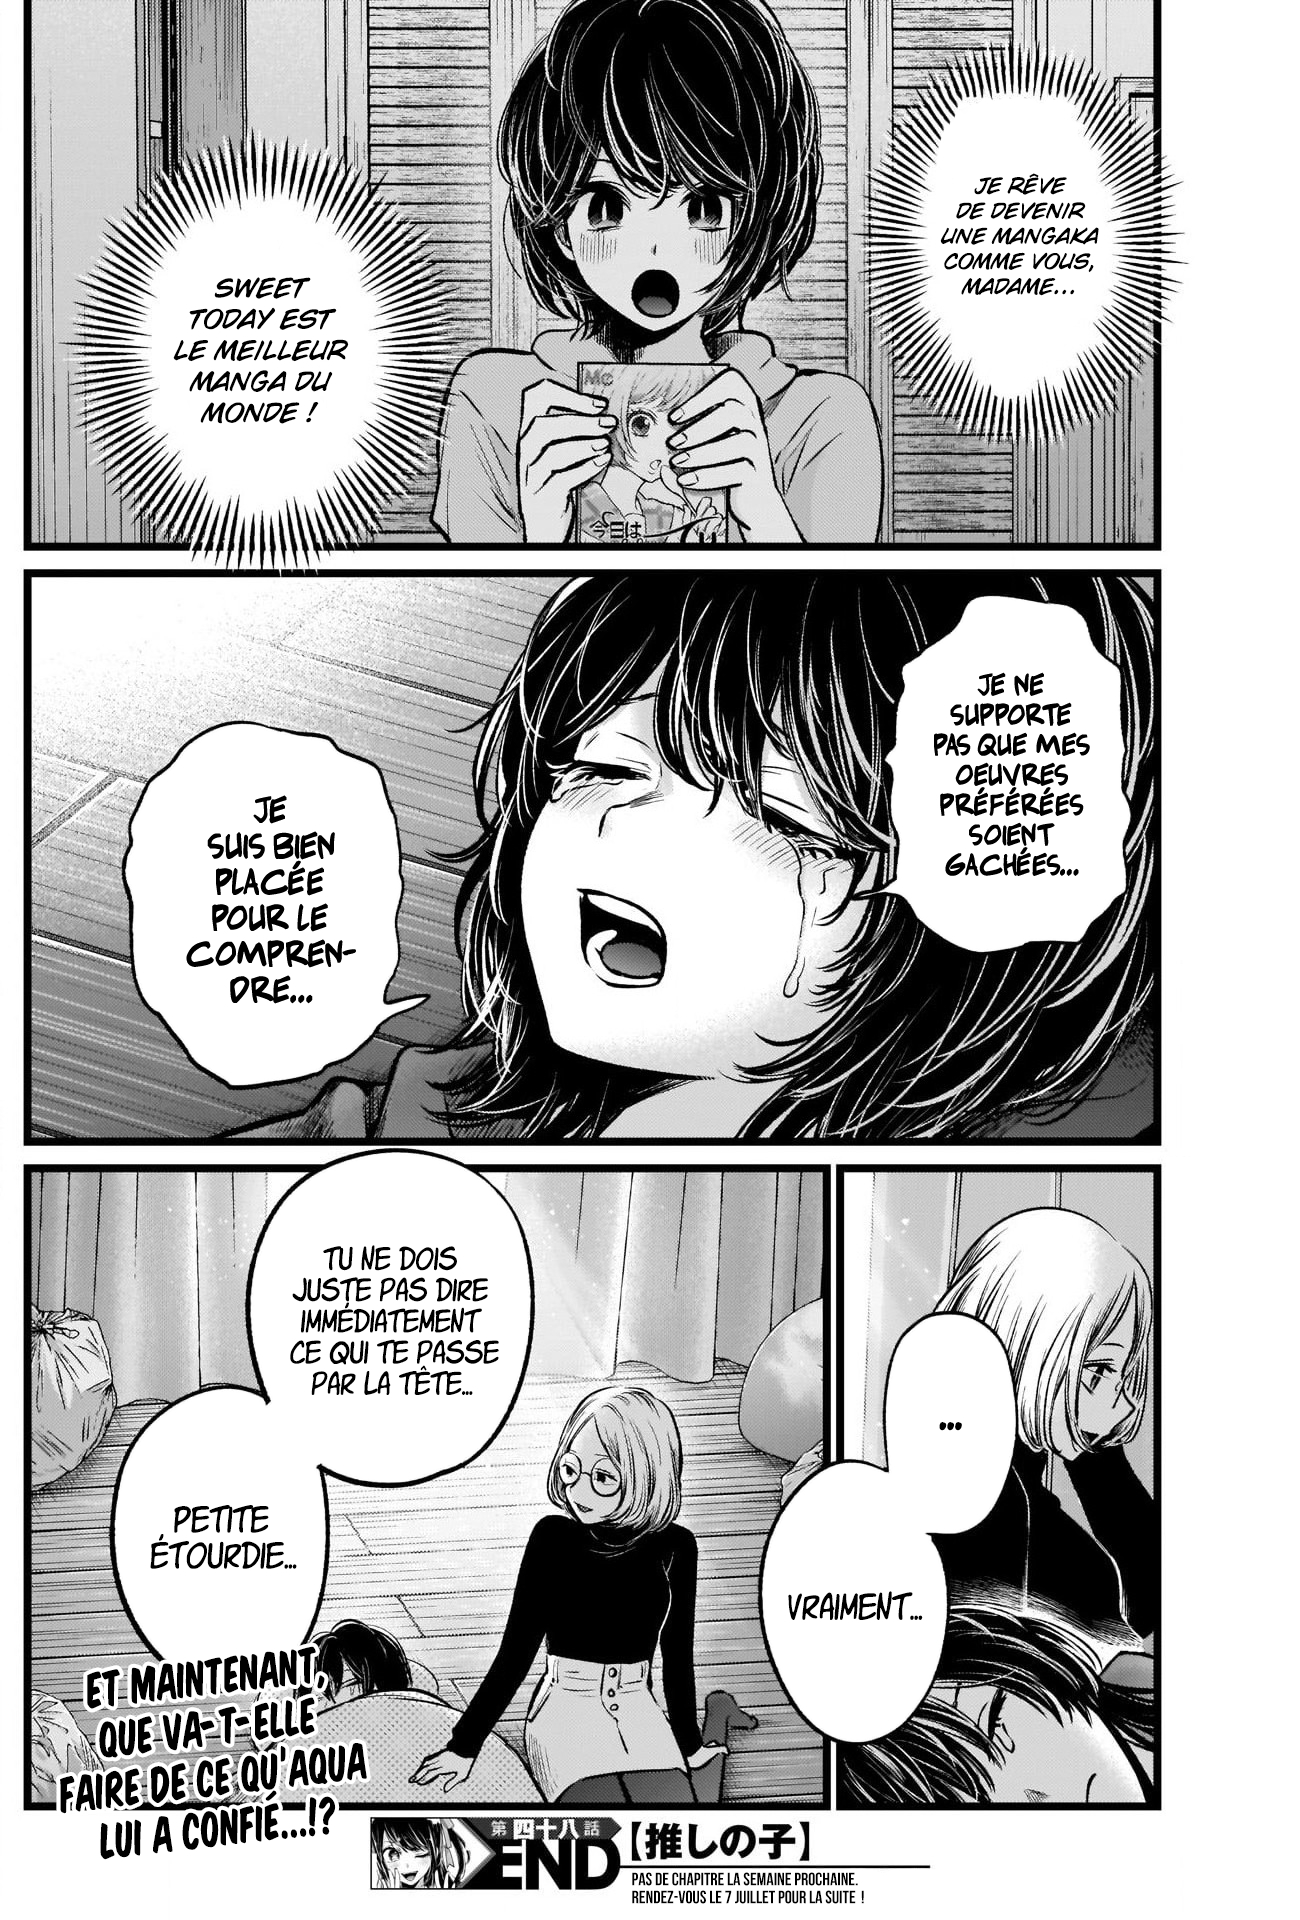 JE RÊVE
DE DEVENIR
UNE MANGAKA
COMME VOUS,
MADAME...
SWEET
TODAY EST
LE MEILLEUR
MANGA DU
MONDE !
Mc
今日は
JE NE
SUPPORTE
PAS QUE MES
OEUVRES
PRÉFÉRÉES
SOIENT
GACHÉES...
JE
SUIS BIEN
PLACÉE
POUR LE
COMPREN-
DRE...
...
VRAIMENT...
TU NE DOIS
JUSTE PAS DIRE
IMMÉDIATEMENT
CE QUI TE PASSE
PAR LA TÊTE...
PETITE
ÉTOURDIE...
ET MAINTENANT,
QUE VA-T-ELLE
FAIRE DE CE QU'AQUA
LUI A CONFIÉ...!?
第四十八話
END
【推しの子】
PAS DE CHAPITRE LA SEMAINE PROCHAINE.
RENDEZ-VOUS LE 7 JUILLET POUR LA SUITE !